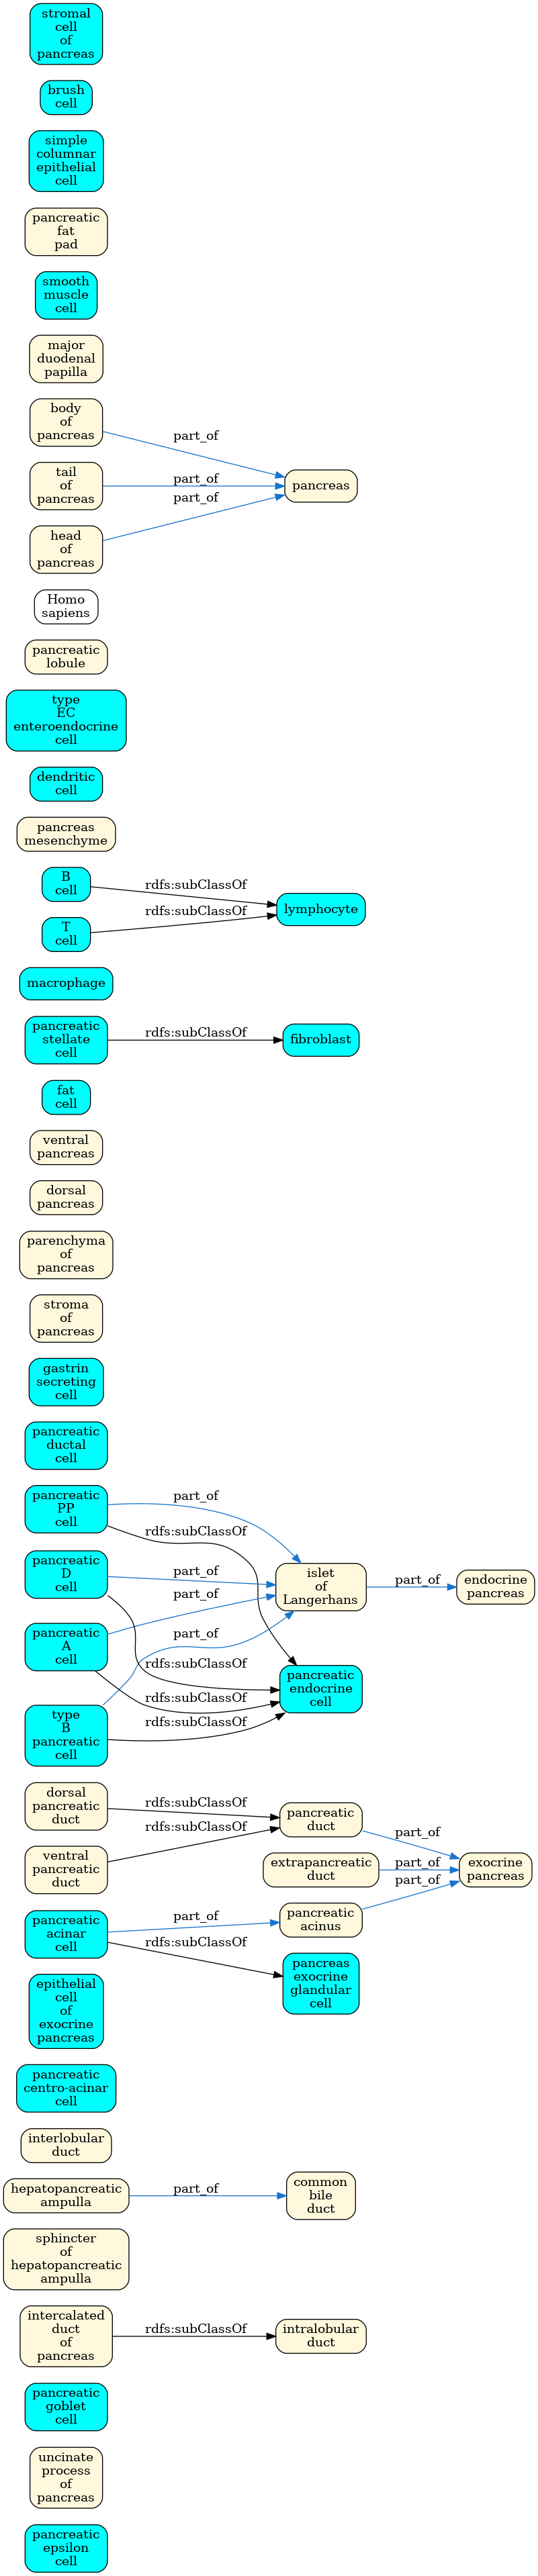 stromal
cell
of
pancreas
brush
cell
simple
columnar
epithelial
cell
pancreatic
fat
pad
smooth
muscle
cell
major
duodenal
papilla
body
of
pancreas
part_of
tail
of
pancreas
part_of
pancreas
part_of
head
of
pancreas
Homo
sapiens
pancreatic
lobule
type
EC
enteroendocrine
cell
dendritic
cell
pancreas
mesenchyme
B
cell
rdfs:subClassOf
lymphocyte
rdfs:subClassOf
T
cell
macrophage
pancreatic
stellate
cell
rdfs:subClassOf
fibroblast
fat
cell
ventral
pancreas
dorsal
pancreas
parenchyma
of
pancreas
stroma
of
pancreas
gastrin
secreting
cell
pancreatic
ductal
cell
pancreatic
PP
cell
part_of
rdfs:subClassOf
pancreatic
D
cell
part_of
part_of
islet
of
Langerhans
part_of
endocrine
pancreas
pancreatic
A
cell
part_of
rdfs:subClassOf
pancreatic
endocrine
cell
rdfs:subClassOf
type
B
pancreatic
cell
rdfs:subClassOf
dorsal
pancreatic
duct
rdfs:subClassOf
pancreatic
duct
part_of
rdfs:subClassOf
ventral
pancreatic
duct
extrapancreatic
duct
part_of
exocrine
pancreas
part_of
pancreatic
acinar
cell
part_of
pancreatic
acinus
rdfs:subClassOf
pancreas
exocrine
glandular
cell
epithelial
cell
of
exocrine
pancreas
pancreatic
centro-acinar
cell
interlobular
duct
hepatopancreatic
ampulla
part_of
common
bile
duct
sphincter
of
hepatopancreatic
ampulla
intercalated
duct
of
pancreas
rdfs:subClassOf
intralobular
duct
pancreatic
goblet
cell
uncinate
process
of
pancreas
pancreatic
epsilon
cell